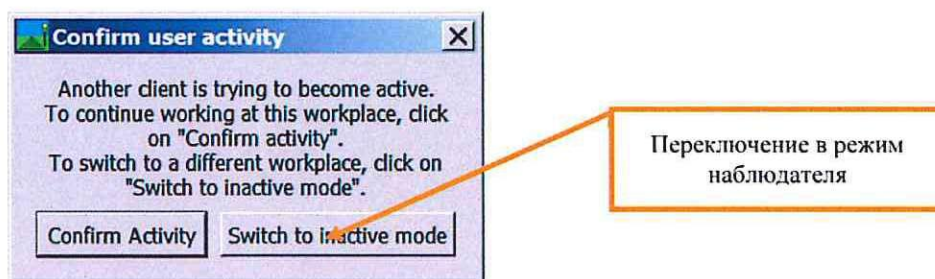 Confirm user activity
Another client is trying to become active.
To continue working at this workplace, click
on "Confirm activity".
To switch to a different workplace, click on
"Switch to inactive mode".
Confirm Activity
Switch to inactive mode
Переключение в режим
наблюдателя